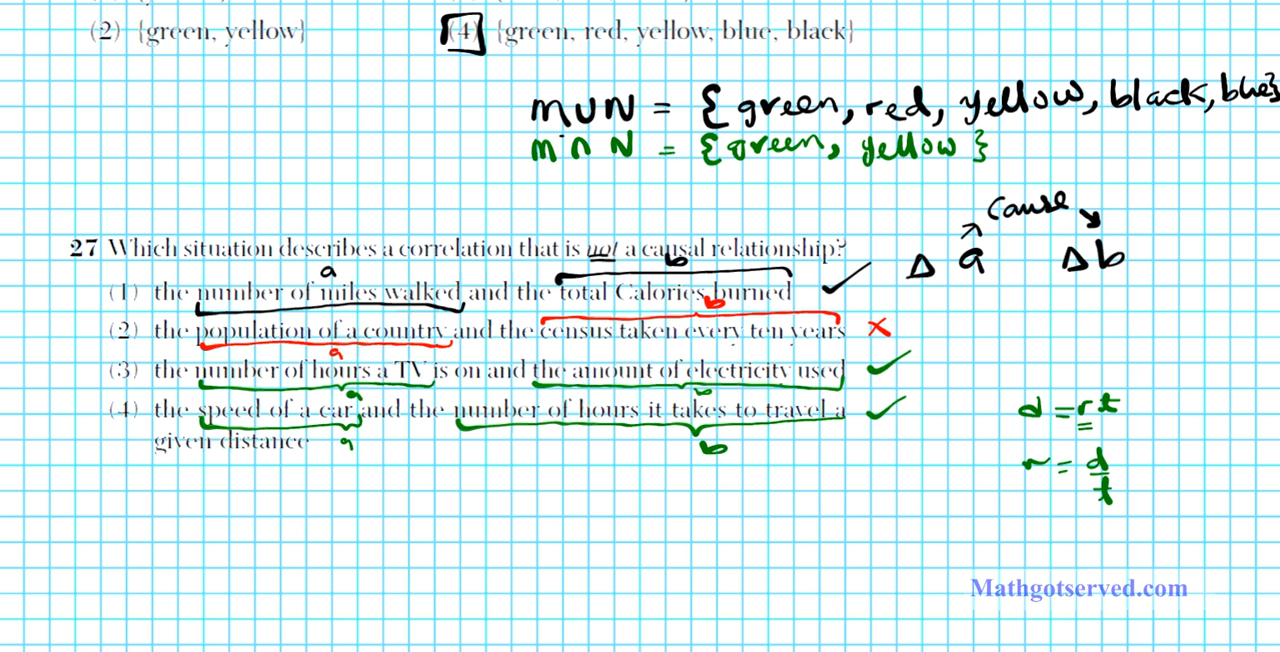 (2) {green, yellow} (4) {green, red, yellow, blue, black}
m∪N = {green, red, yellow, black, blue}
m∩N = {green, yellow}
cause
Δ a Δ b
27 Which situation describes a correlation that is not a causal relationship?
a b
(1) the number of miles walked and the total Calories burned ✓
b
(2) the population of a country and the census taken every ten years ×
a
(3) the number of hours a TV is on and the amount of electricity used ✓
a b
(4) the speed of a car and the number of hours it takes to travel a ✓
given distance
a b
d = rt
r = d/t
Mathgotserved.com